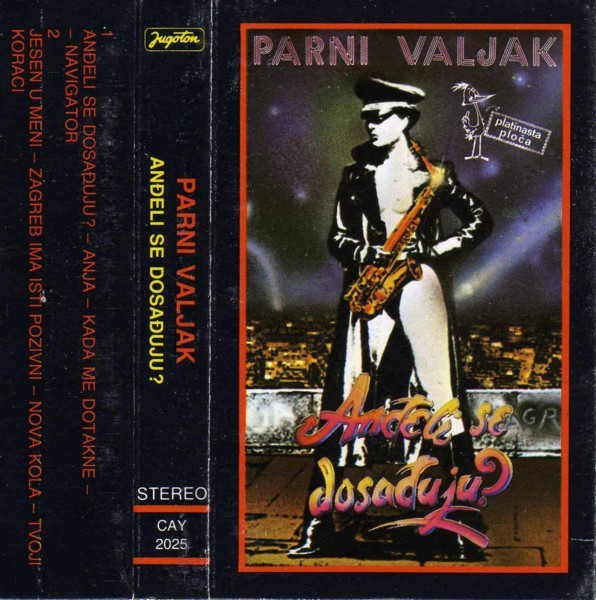 1
ANĐELI SE DOSAĐUJU? – ANJA – KADA ME DOTAKNE –
– NAVIGATOR
2
JESEN U MENI – ZAGREB IMA ISTI POZIVNI – NOVA KOLA – TVOJI
KORACI
Jugoton
PARNI VALJAK
ANĐELI SE DOSAĐUJU?
STEREO
CAY
2025
PARNI VALJAK
platinasta
ploča
AGR
Anđeli se
dosađuju?